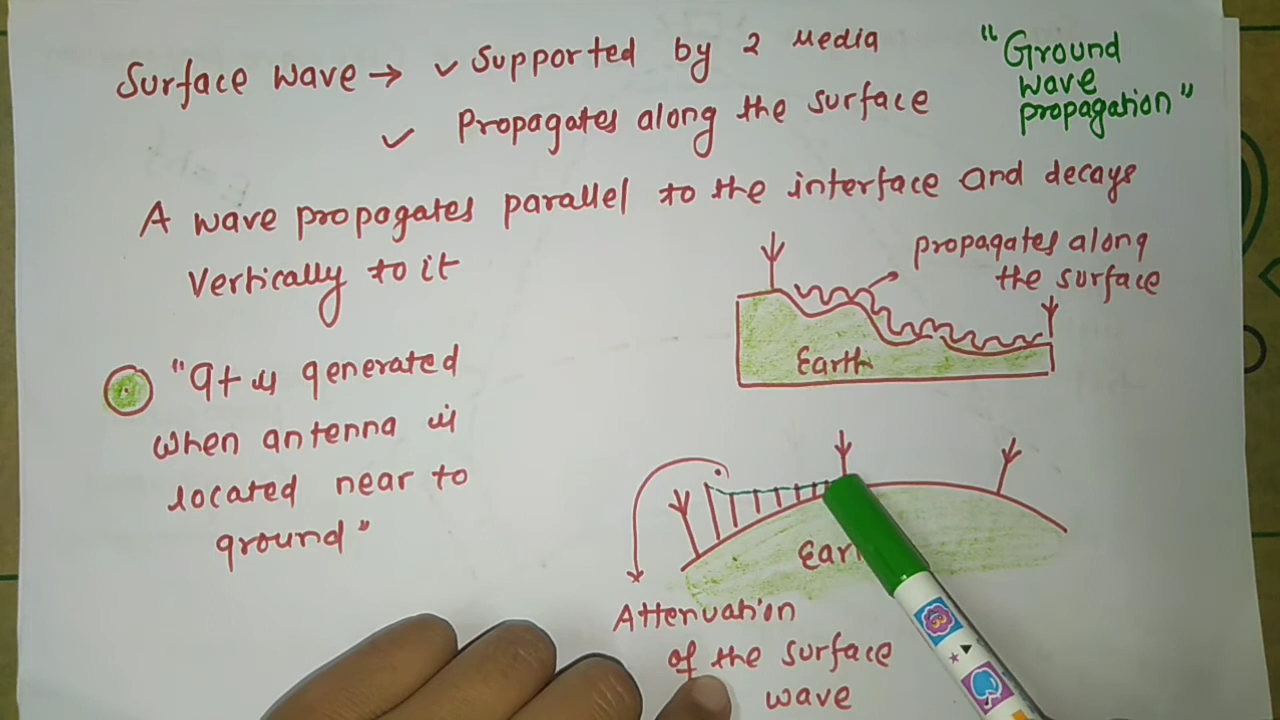 Surface wave → ✓ Supported by 2 Media
✓ Propagates along the surface
"Ground
wave
propagation"
A wave propagates parallel to the interface and decays
Vertically to it
propagates along
the surface
Earth
"It is generated
when antenna is
located near to
ground"
Attenuation
of the surface
wave